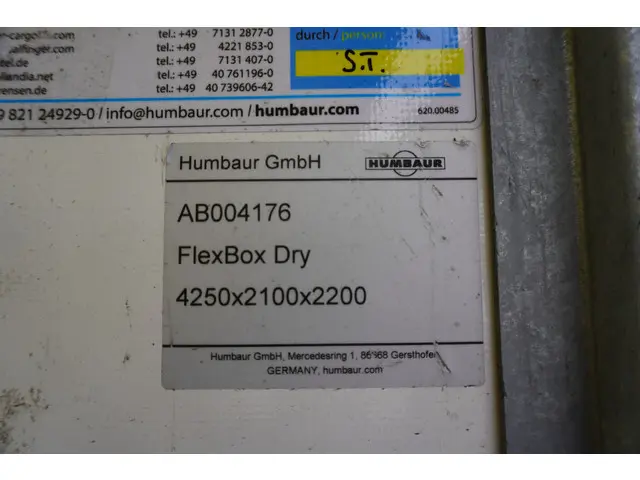 tel.: +49 7131 2877-0
tel.: +49 4221 853-0
tel.: +49 7131 407-0
tel.: +49 40 761196-0
tel.: +49 40 739606-42
durch / person:
S.T.
9 821 24929-0 / info@humbaur.com / humbaur.com
620.00485
Humbaur GmbH HUMBAUR
AB004176
FlexBox Dry
4250x2100x2200
Humbaur GmbH, Mercedesring 1, 86368 Gersthofen
GERMANY, humbaur.com